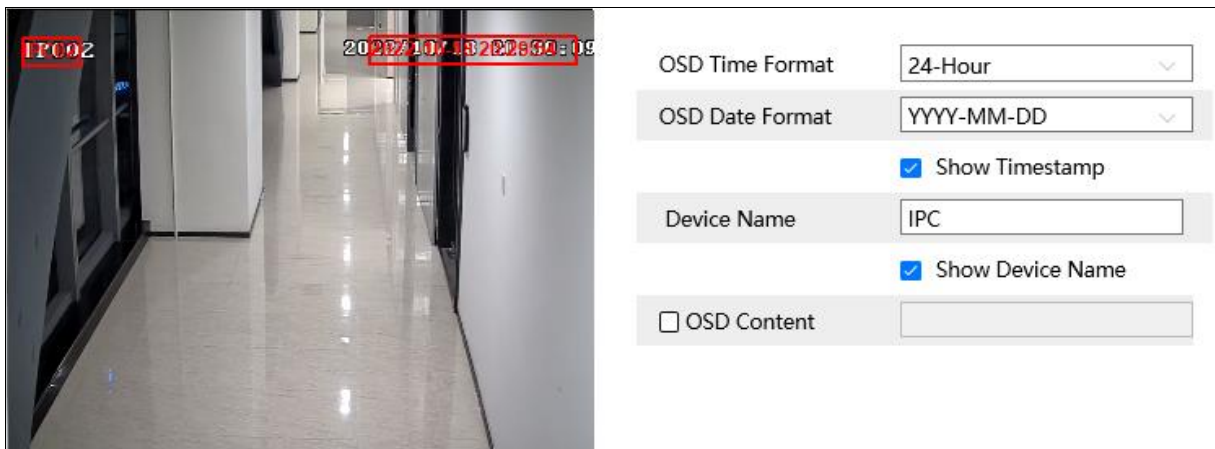 IPC02
OSD Time Format
24-Hour
OSD Date Format
YYYY-MM-DD
Show Timestamp
Device Name
IPC
Show Device Name
OSD Content